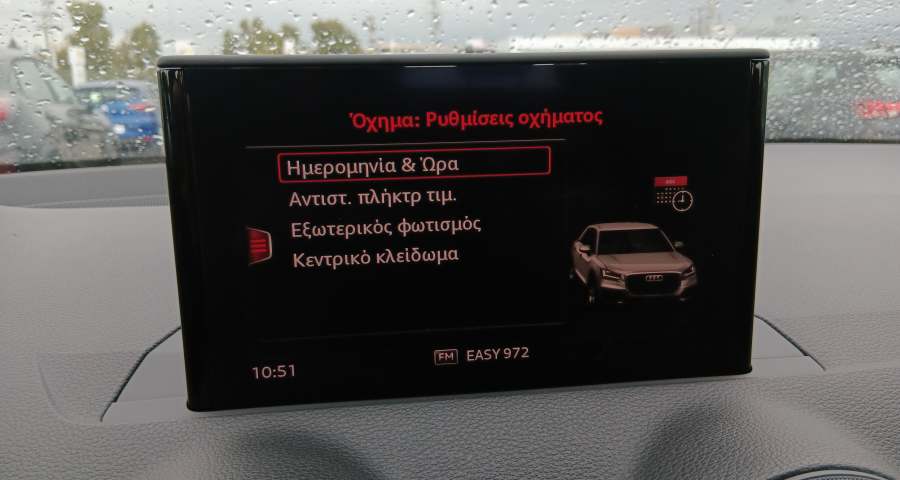 Όχημα: Ρυθμίσεις οχήματος
Ημερομηνία & Ώρα
Αντιστ. πλήκτρ τιμ.
Εξωτερικός φωτισμός
Κεντρικό κλείδωμα
10:51
FM EASY 972